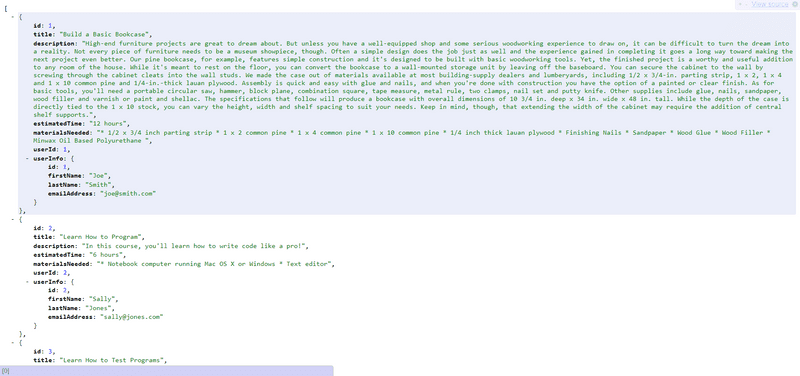 View source
[
- {
id: 1,
title: "Build a Basic Bookcase",
description: "High-end furniture projects are great to dream about. But unless you have a well-equipped shop and some serious woodworking experience to draw on, it can be difficult to turn the dream into
a reality. Not every piece of furniture needs to be a museum showpiece, though. Often a simple design does the job just as well and the experience gained in completing it goes a long way toward making the
next project even better. Our pine bookcase, for example, features simple construction and it's designed to be built with basic woodworking tools. Yet, the finished project is a worthy and useful addition
to any room of the house. While it's meant to rest on the floor, you can convert the bookcase to a wall-mounted storage unit by leaving off the baseboard. You can secure the cabinet to the wall by
screwing through the cabinet cleats into the wall studs. We made the case out of materials available at most building-supply dealers and lumberyards, including 1/2 x 3/4-in. parting strip, 1 x 2, 1 x 4
and 1 x 10 common pine and 1/4-in.-thick lauan plywood. Assembly is quick and easy with glue and nails, and when you're done with construction you have the option of a painted or clear finish. As for
basic tools, you'll need a portable circular saw, hammer, block plane, combination square, tape measure, metal rule, two clamps, nail set and putty knife. Other supplies include glue, nails, sandpaper,
wood filler and varnish or paint and shellac. The specifications that follow will produce a bookcase with overall dimensions of 10 3/4 in. deep x 34 in. wide x 48 in. tall. While the depth of the case is
directly tied to the 1 x 10 stock, you can vary the height, width and shelf spacing to suit your needs. Keep in mind, though, that extending the width of the cabinet may require the addition of central
shelf supports.",
estimatedTime: "12 hours",
materialsNeeded: "* 1/2 x 3/4 inch parting strip * 1 x 2 common pine * 1 x 4 common pine * 1 x 10 common pine * 1/4 inch thick lauan plywood * Finishing Nails * Sandpaper * Wood Glue * Wood Filler *
Minwax Oil Based Polyurethane ",
userId: 1,
- userInfo: {
id: 1,
firstName: "Joe",
lastName: "Smith",
emailAddress: "joe@smith.com"
}
},
- {
id: 2,
title: "Learn How to Program",
description: "In this course, you'll learn how to write code like a pro!",
estimatedTime: "6 hours",
materialsNeeded: "* Notebook computer running Mac OS X or Windows * Text editor",
userId: 2,
- userInfo: {
id: 2,
firstName: "Sally",
lastName: "Jones",
emailAddress: "sally@jones.com"
}
},
- {
id: 3,
title: "Learn How to Test Programs",
[0]